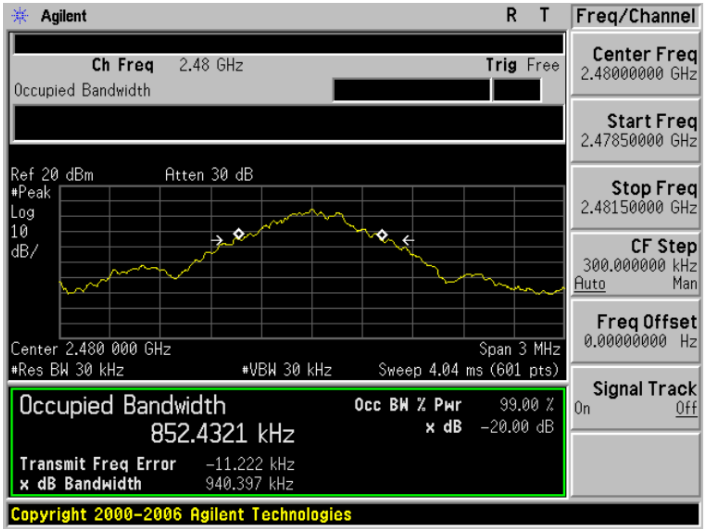 Agilent R T Freq/Channel
Ch Freq 2.48 GHz Trig Free
Occupied Bandwidth
Center Freq
2.48000000 GHz
Start Freq
2.47850000 GHz
Stop Freq
2.48150000 GHz
CF Step
300.000000 kHz
Auto Man
Freq Offset
0.00000000 Hz
Signal Track
On Off
Ref 20 dBm Atten 30 dB
#Peak
Log
10
dB/
Center 2.480 000 GHz Span 3 MHz
#Res BW 30 kHz #VBW 30 kHz Sweep 4.04 ms (601 pts)
Occupied Bandwidth Occ BW % Pwr 99.00 %
852.4321 kHz x dB -20.00 dB
Transmit Freq Error -11.222 kHz
x dB Bandwidth 940.397 kHz
Copyright 2000-2006 Agilent Technologies